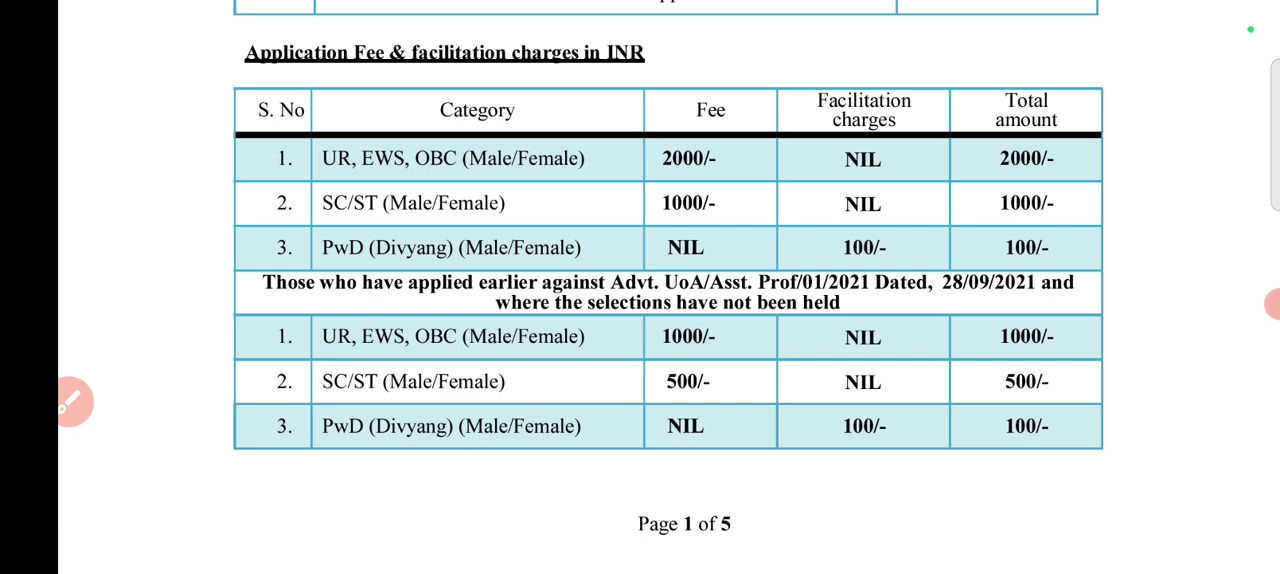 Application Fee & facilitation charges in INR
S. No Category Fee Facilitation charges Total amount
1. UR, EWS, OBC (Male/Female) 2000/- NIL 2000/-
2. SC/ST (Male/Female) 1000/- NIL 1000/-
3. PwD (Divyang) (Male/Female) NIL 100/- 100/-
Those who have applied earlier against Advt. UoA/Asst. Prof/01/2021 Dated, 28/09/2021 and
where the selections have not been held
1. UR, EWS, OBC (Male/Female) 1000/- NIL 1000/-
2. SC/ST (Male/Female) 500/- NIL 500/-
3. PwD (Divyang) (Male/Female) NIL 100/- 100/-
Page 1 of 5